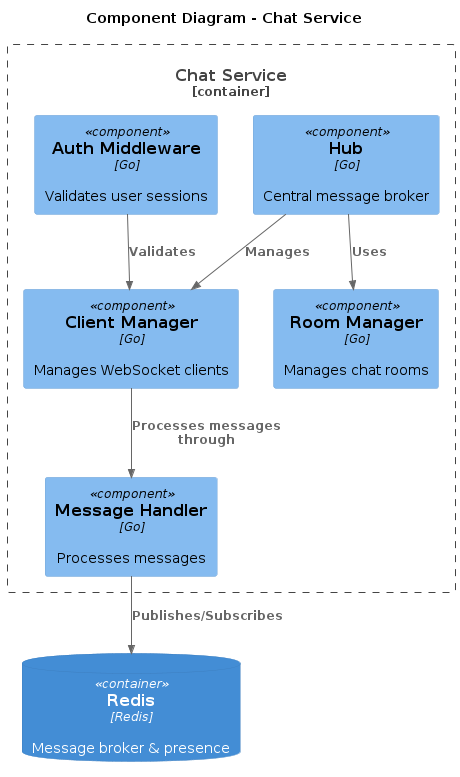 Component Diagram - Chat Service
Chat Service
[container]
«component»
Auth Middleware
[Go]
Validates user sessions
«component»
Hub
[Go]
Central message broker
Validates
Manages
Uses
«component»
Client Manager
[Go]
Manages WebSocket clients
«component»
Room Manager
[Go]
Manages chat rooms
Processes messages
through
«component»
Message Handler
[Go]
Processes messages
Publishes/Subscribes
«container»
Redis
[Redis]
Message broker & presence